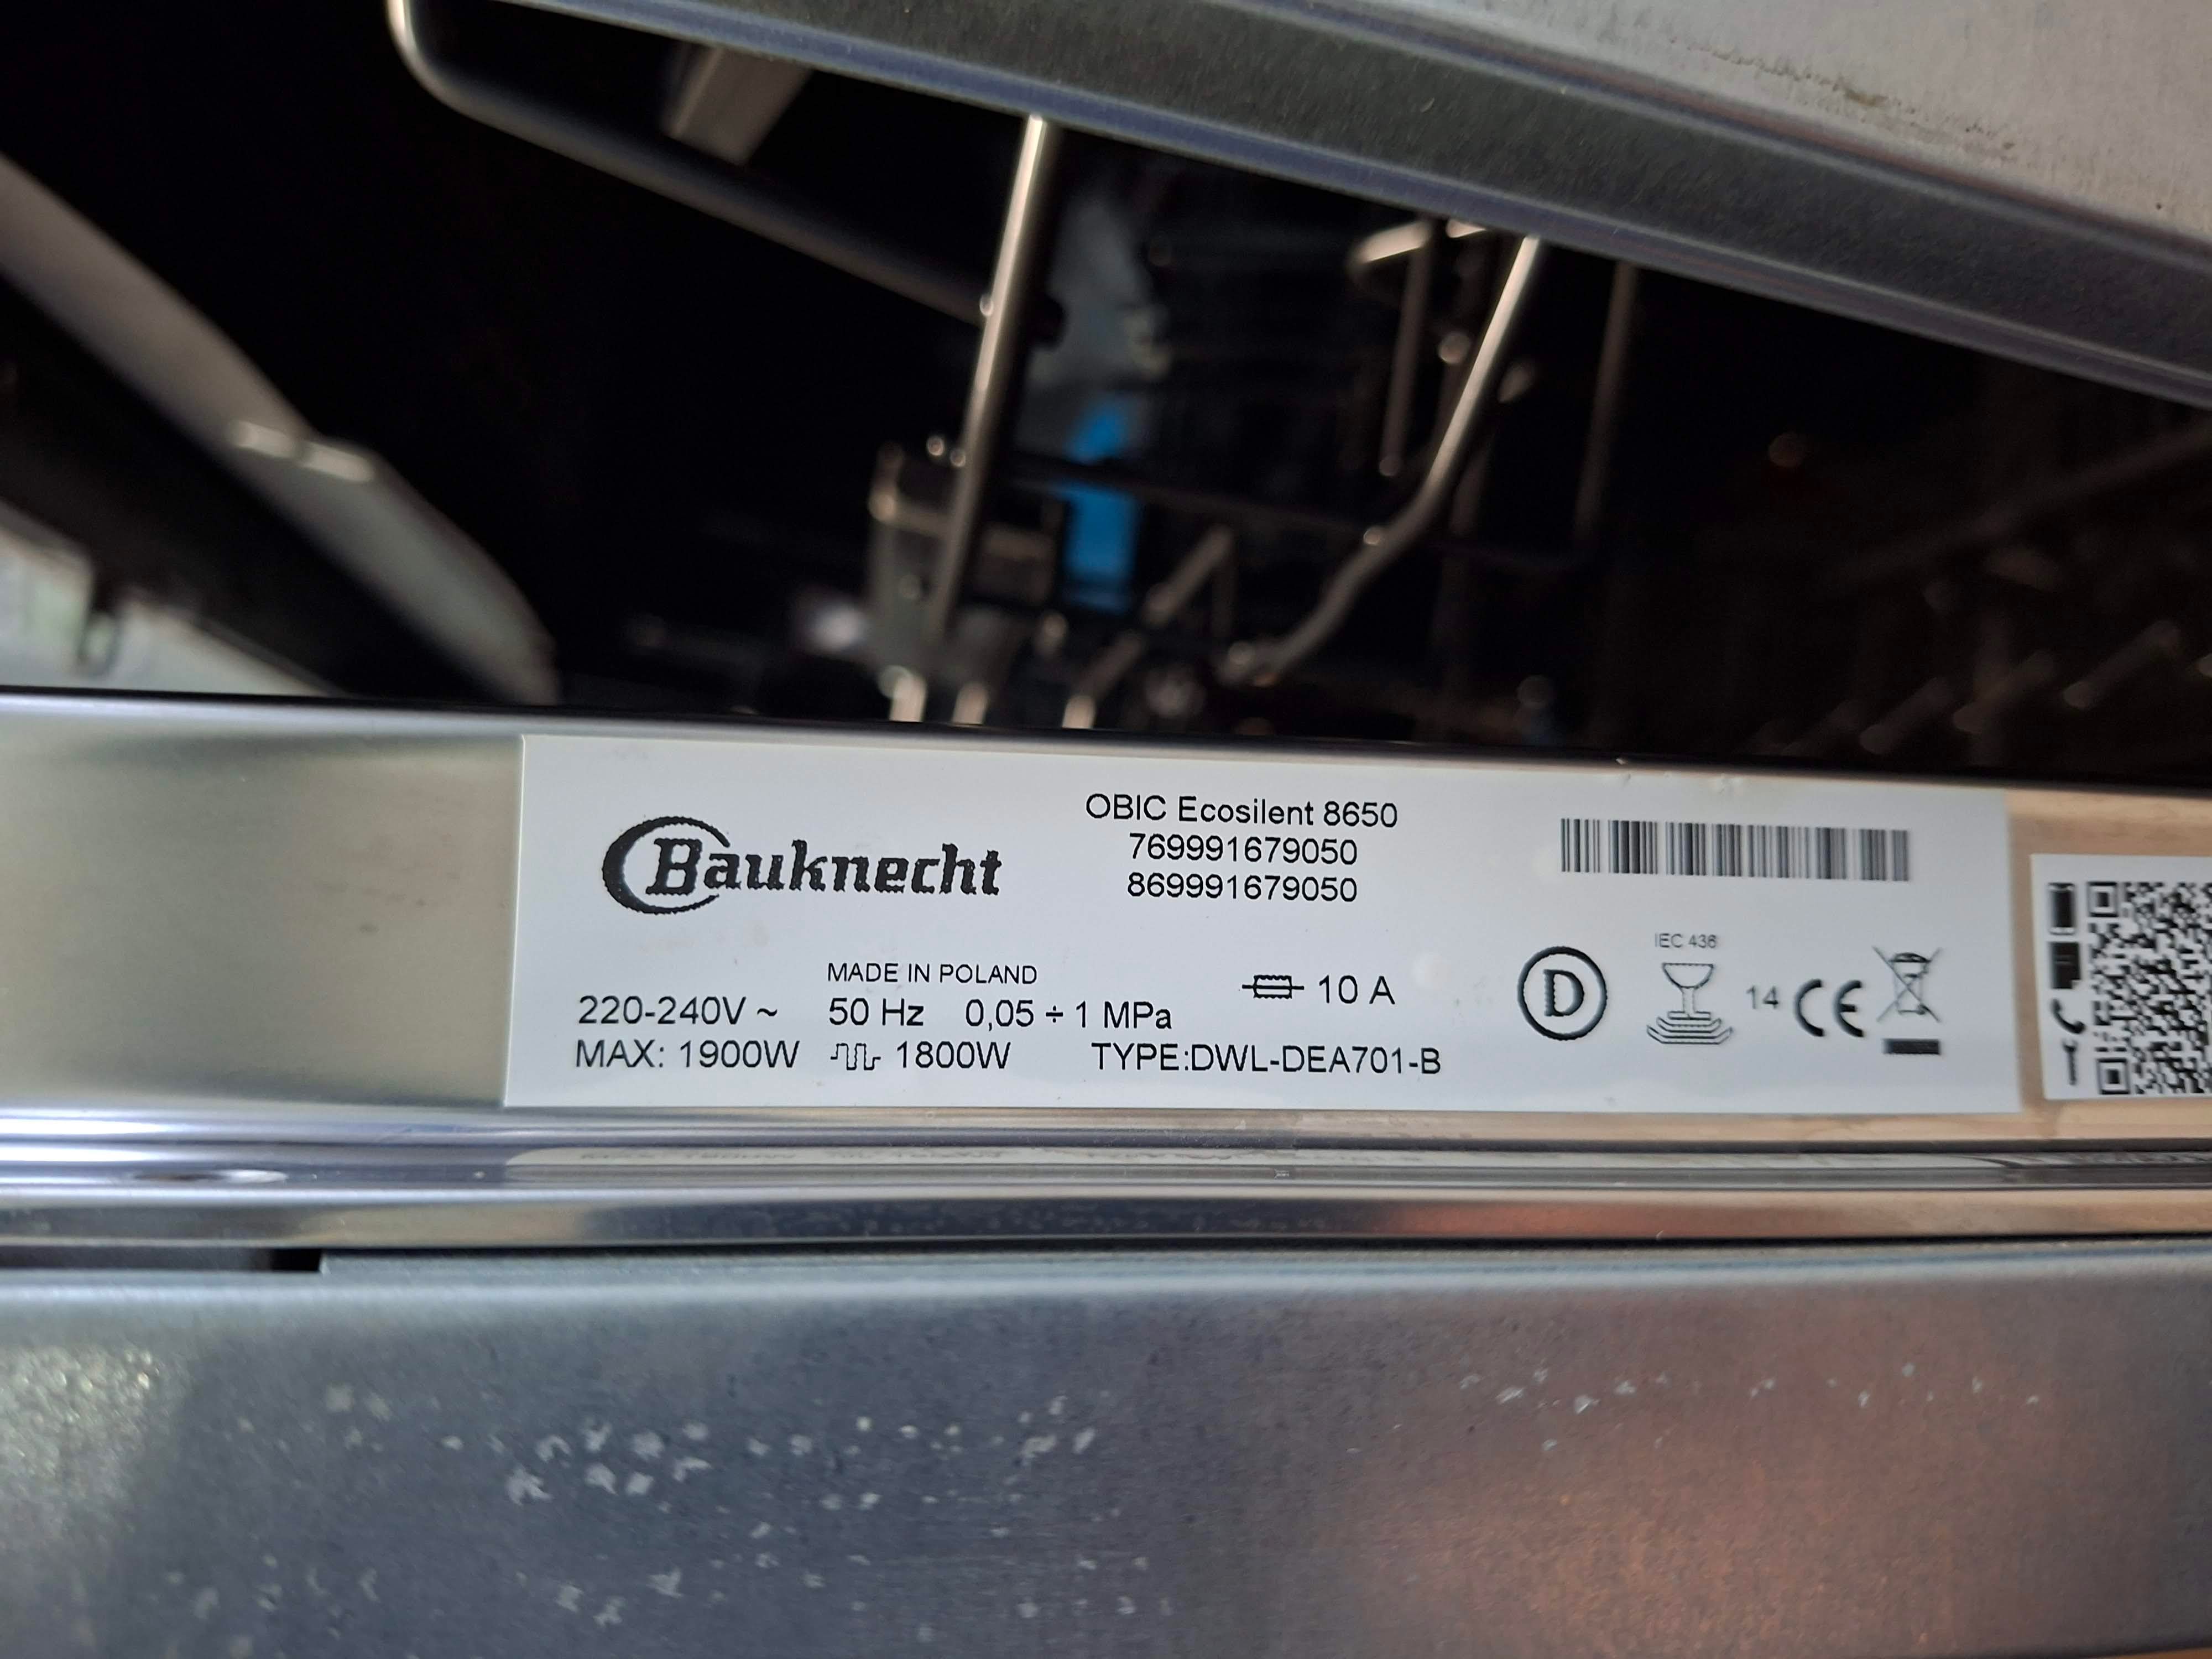 Bauknecht
OBIC Ecosilent 8650
769991679050
869991679050
MADE IN POLAND
10 A
220-240V ~ 50 Hz 0,05 ÷ 1 MPa
MAX: 1900W 1800W TYPE:DWL-DEA701-B
D
IEC 436
14
CE